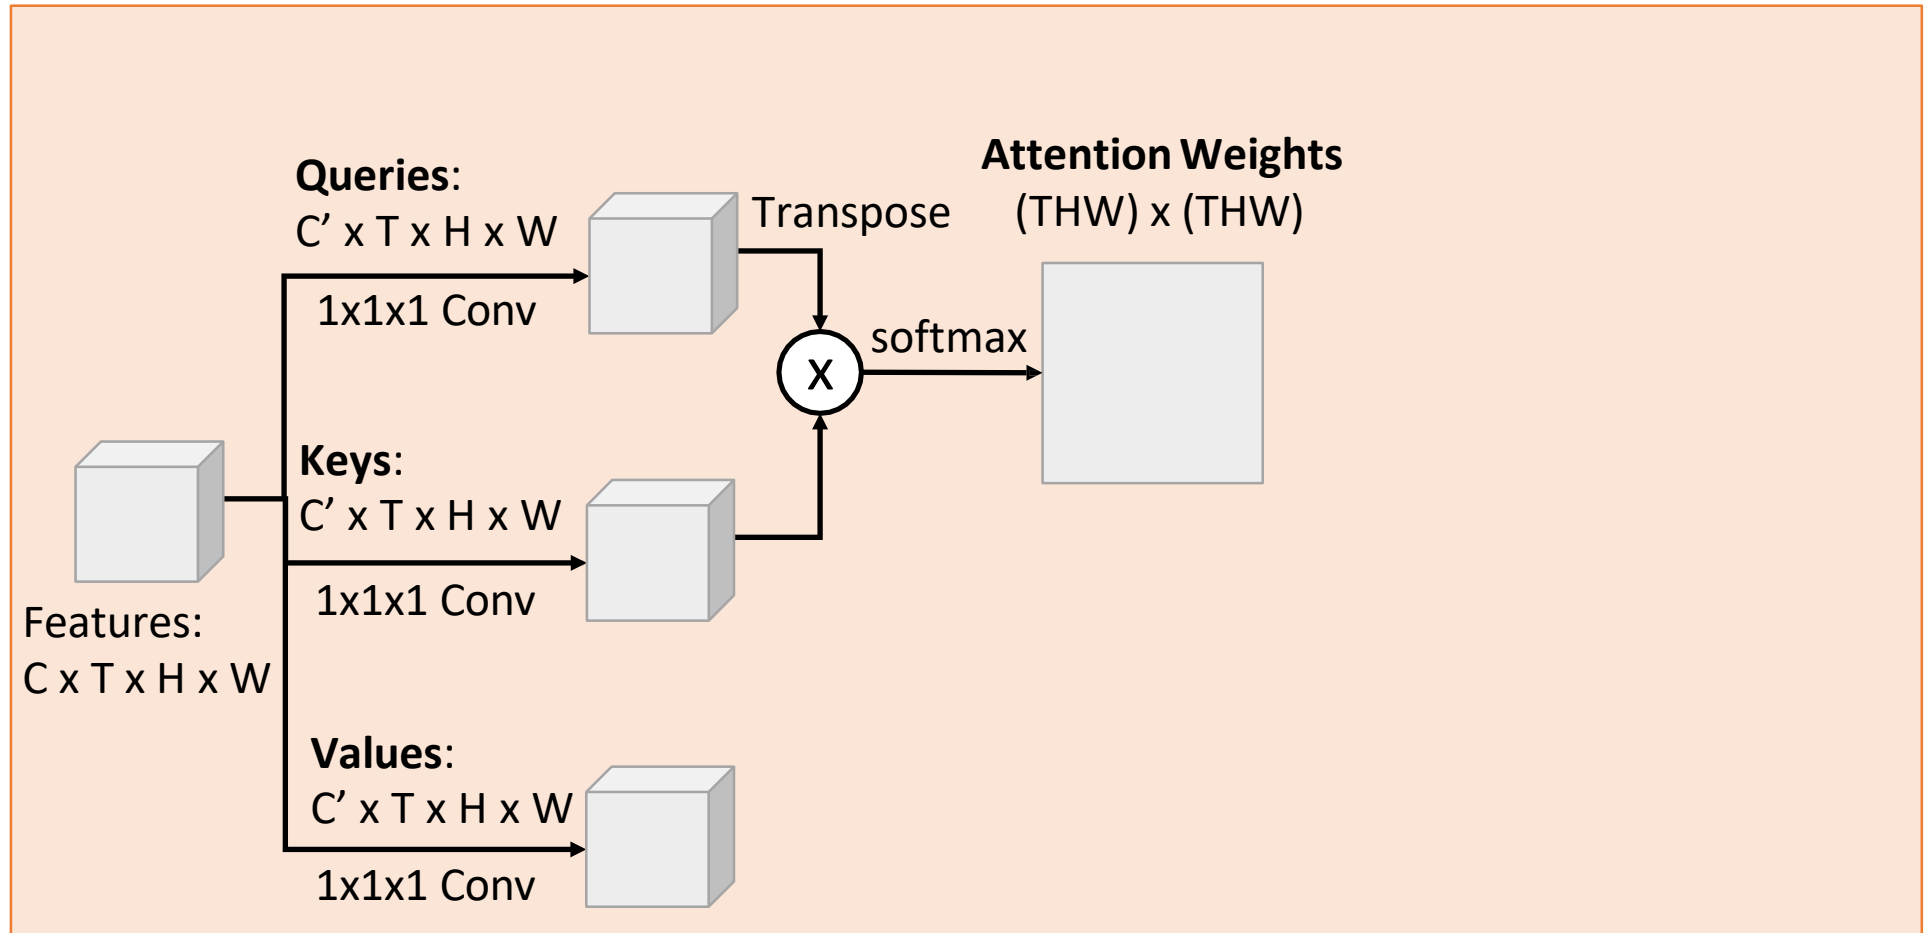 Queries:
C’ x T x H x W
1x1x1 Conv
Transpose
Attention Weights
(THW) x (THW)
softmax
X
Keys:
C’ x T x H x W
1x1x1 Conv
Features:
C x T x H x W
Values:
C’ x T x H x W
1x1x1 Conv